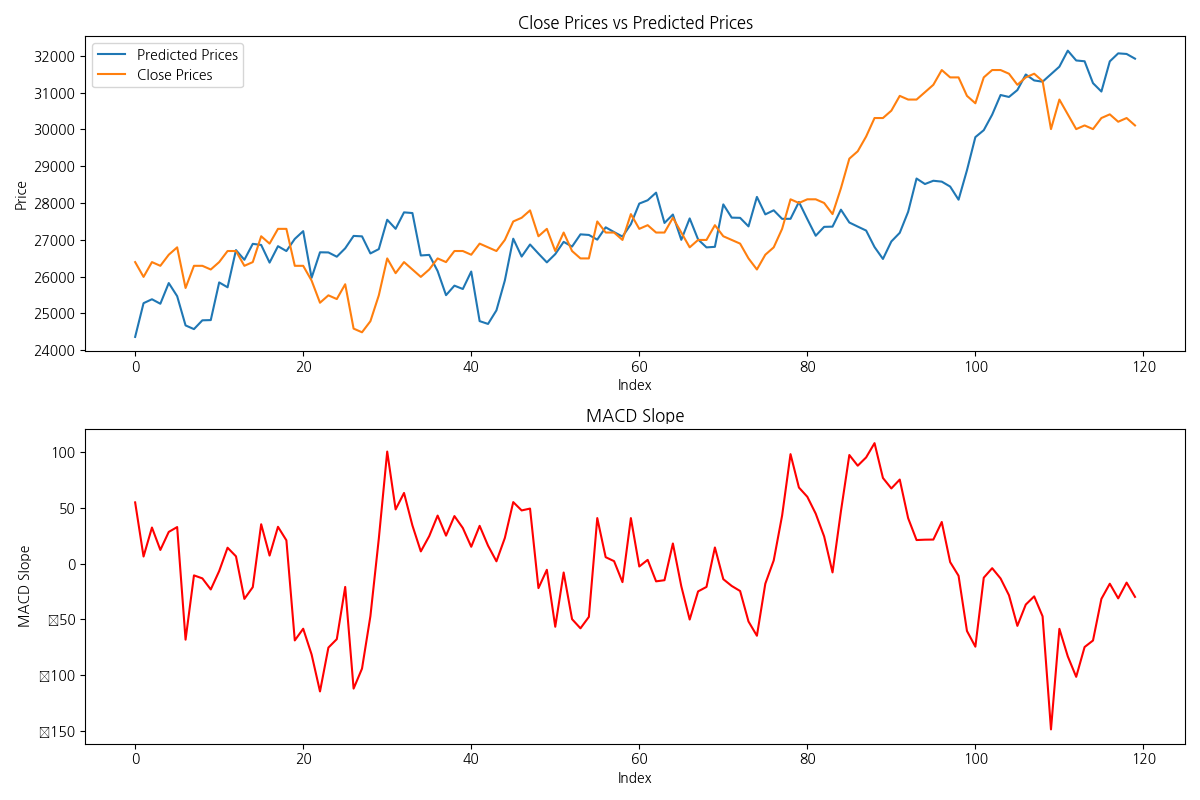 Close Prices vs Predicted Prices
Predicted Prices
Close Prices
Price
32000
31000
30000
29000
28000
27000
26000
25000
24000
0 20 40 60 80 100 120
Index
MACD Slope
MACD Slope
100
50
0
50
100
150
0 20 40 60 80 100 120
Index